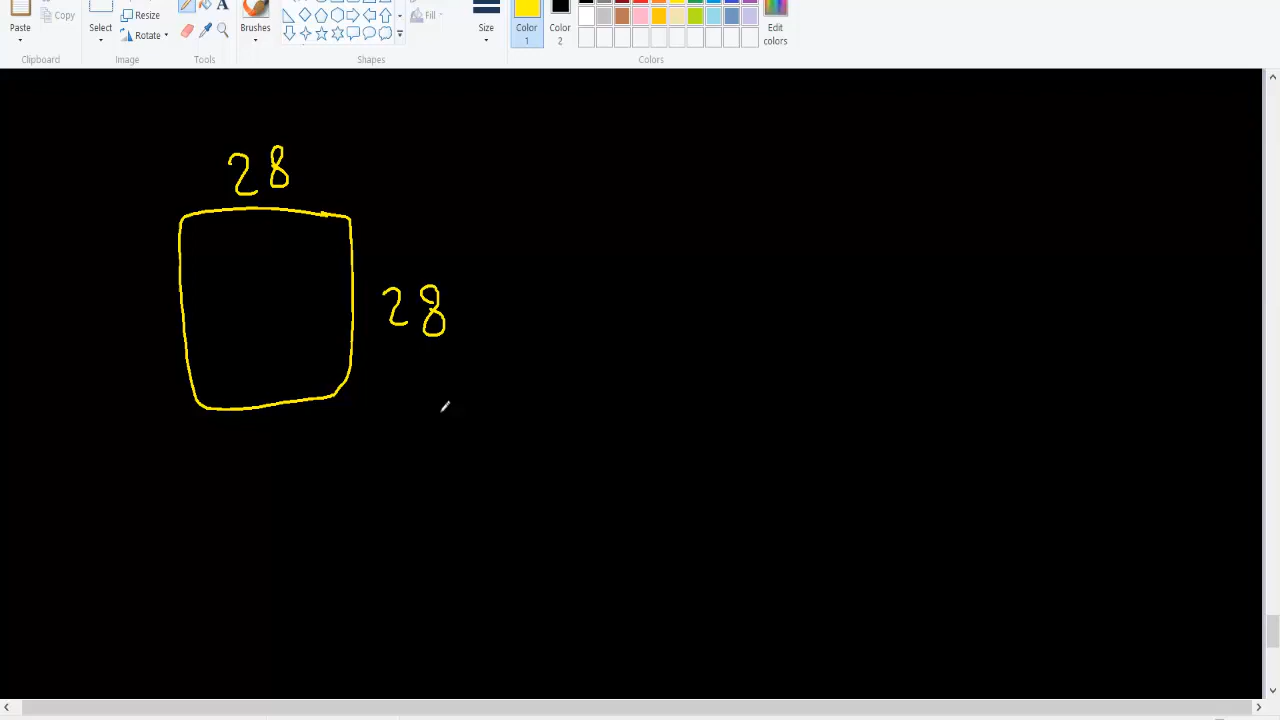 Copy
Resize
Paste
Select
Rotate
A
Brushes
Fill
Size
Color
1
Color
2
Edit
colors
Clipboard
Image
Tools
Shapes
Colors
28
28